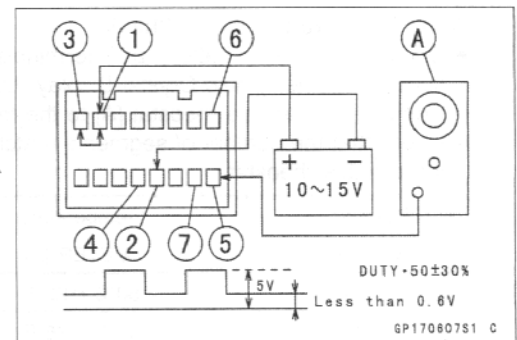 3 1 6 A
+ −
10~15V
4 2 7 5
DUTY·50±30%
5V
Less than 0.6V
GP170607S1 C